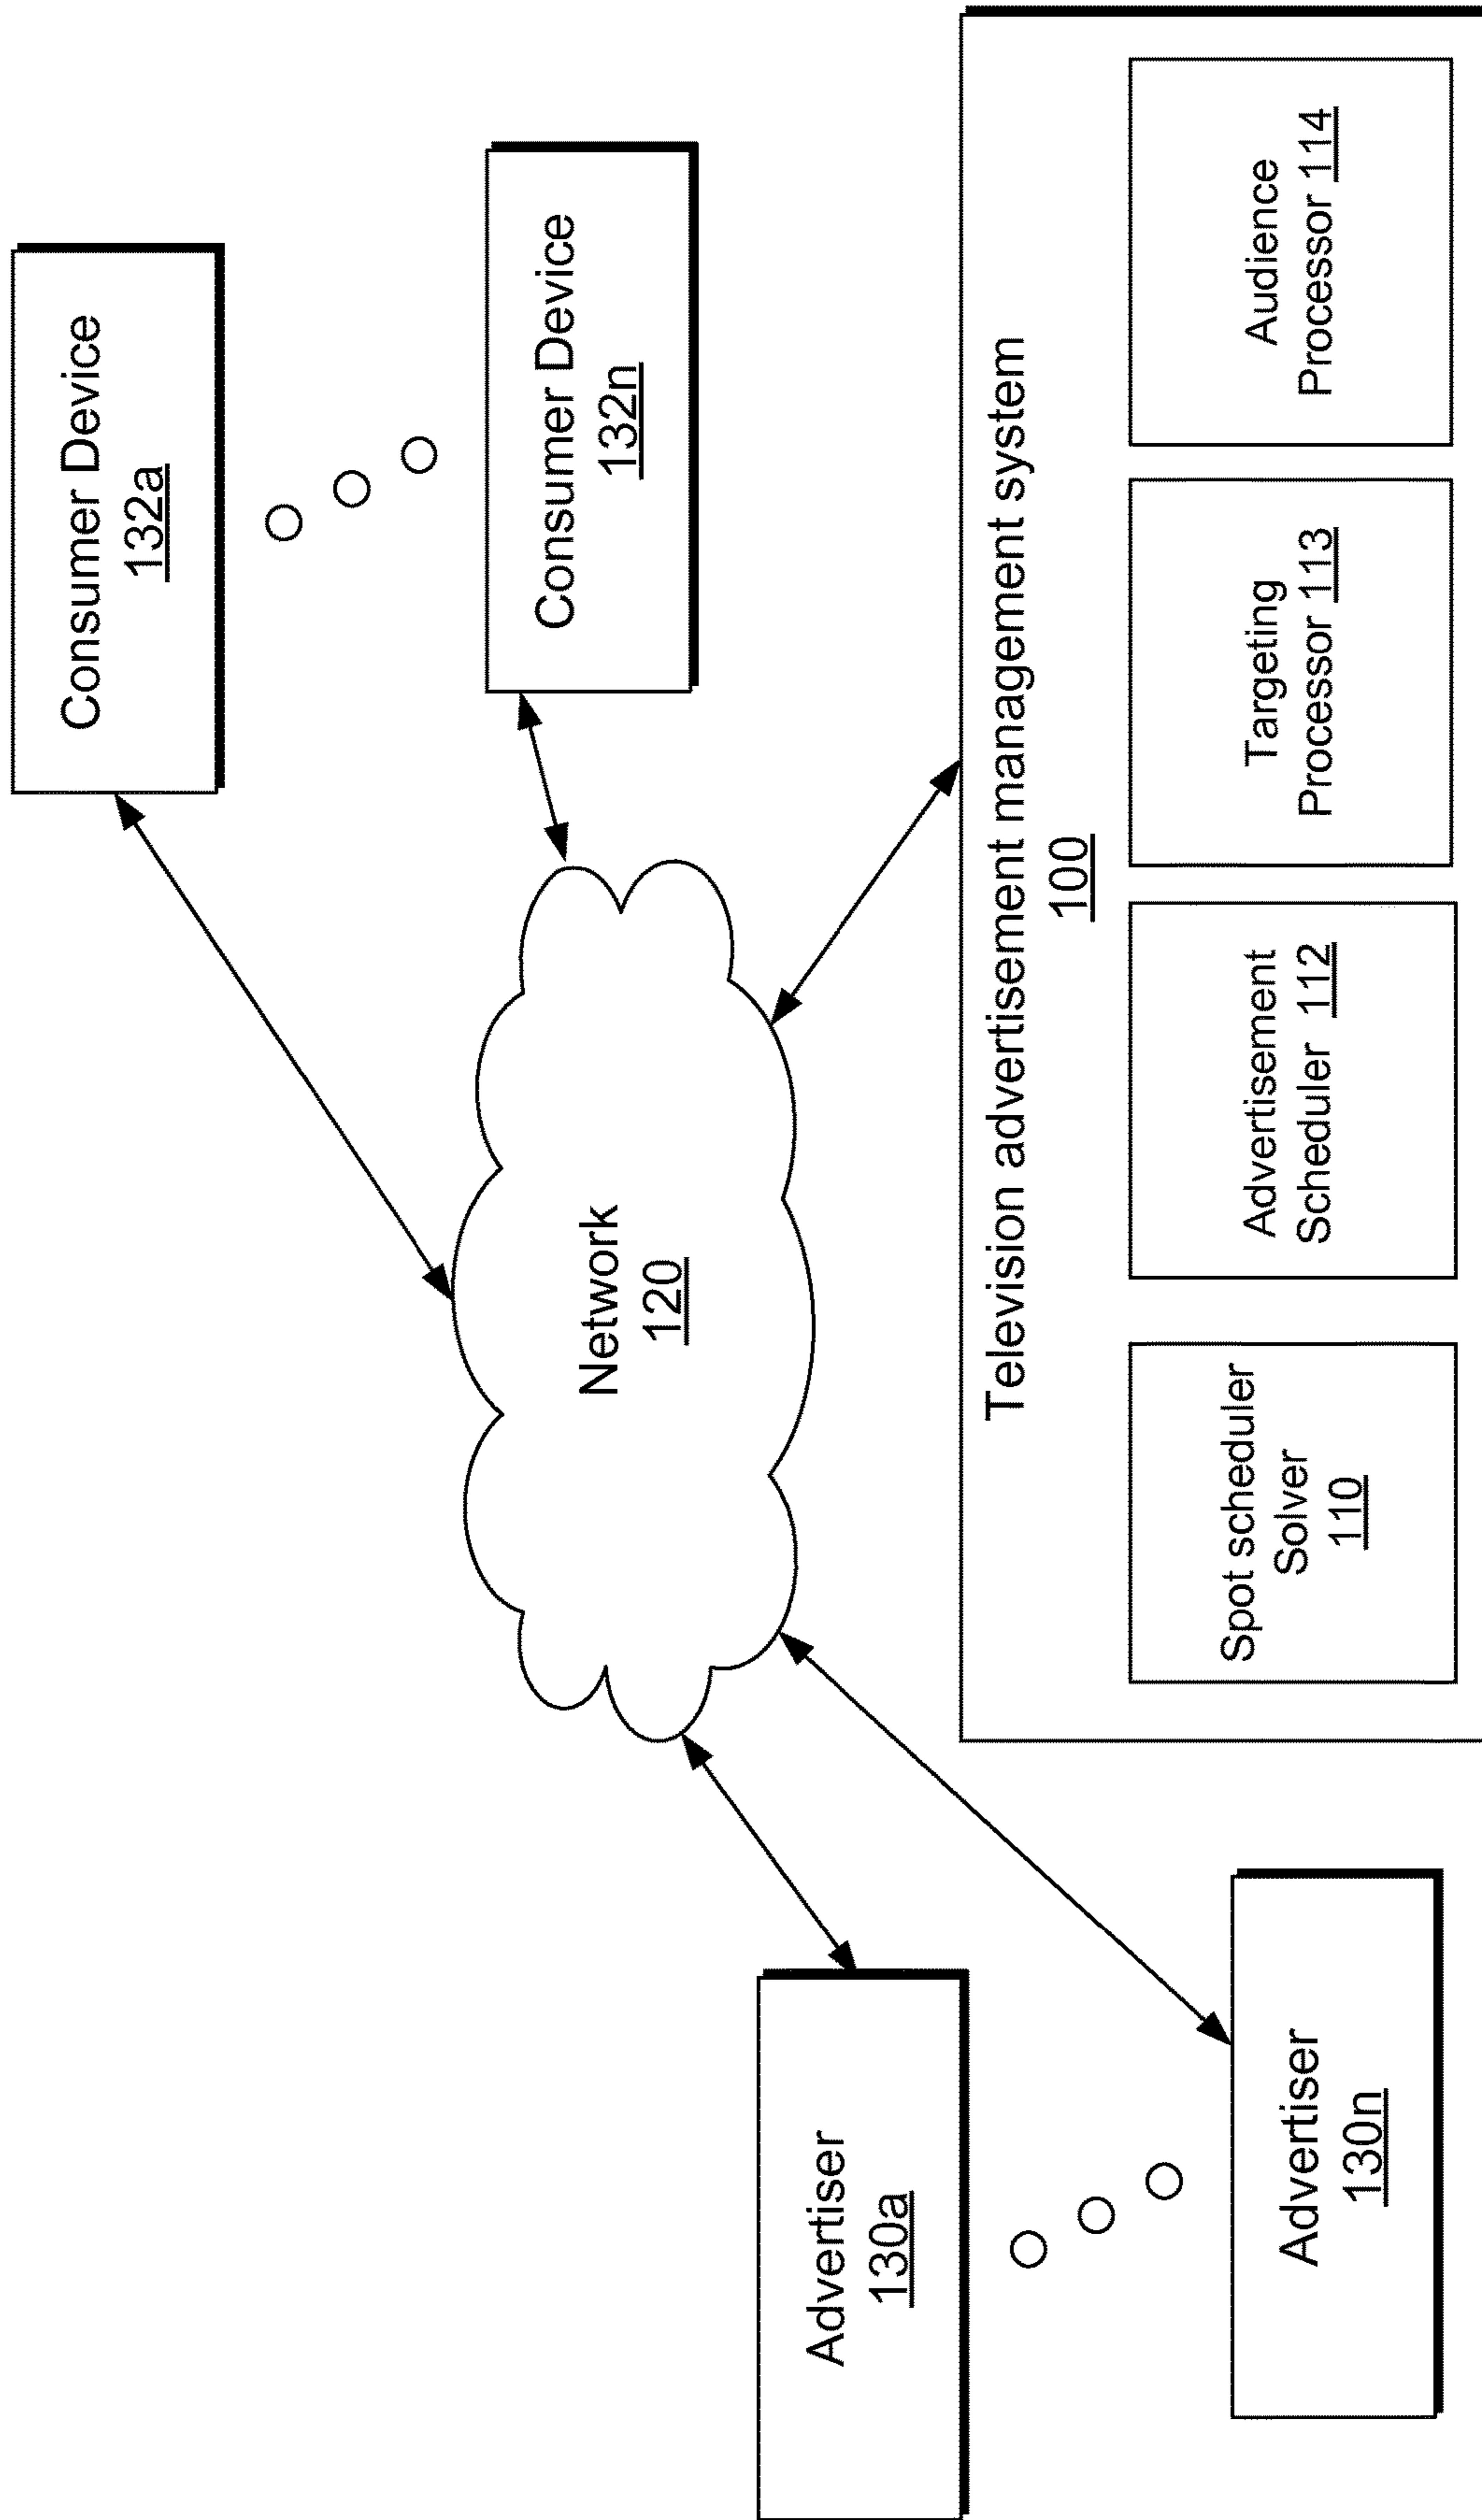 Consumer Device
132a
Consumer Device
132n
Network
120
Advertiser
130a
Advertiser
130n
Television advertisement management system
100
Spot scheduler
Solver
110
Advertisement
Scheduler 112
Targeting
Processor 113
Audience
Processor 114